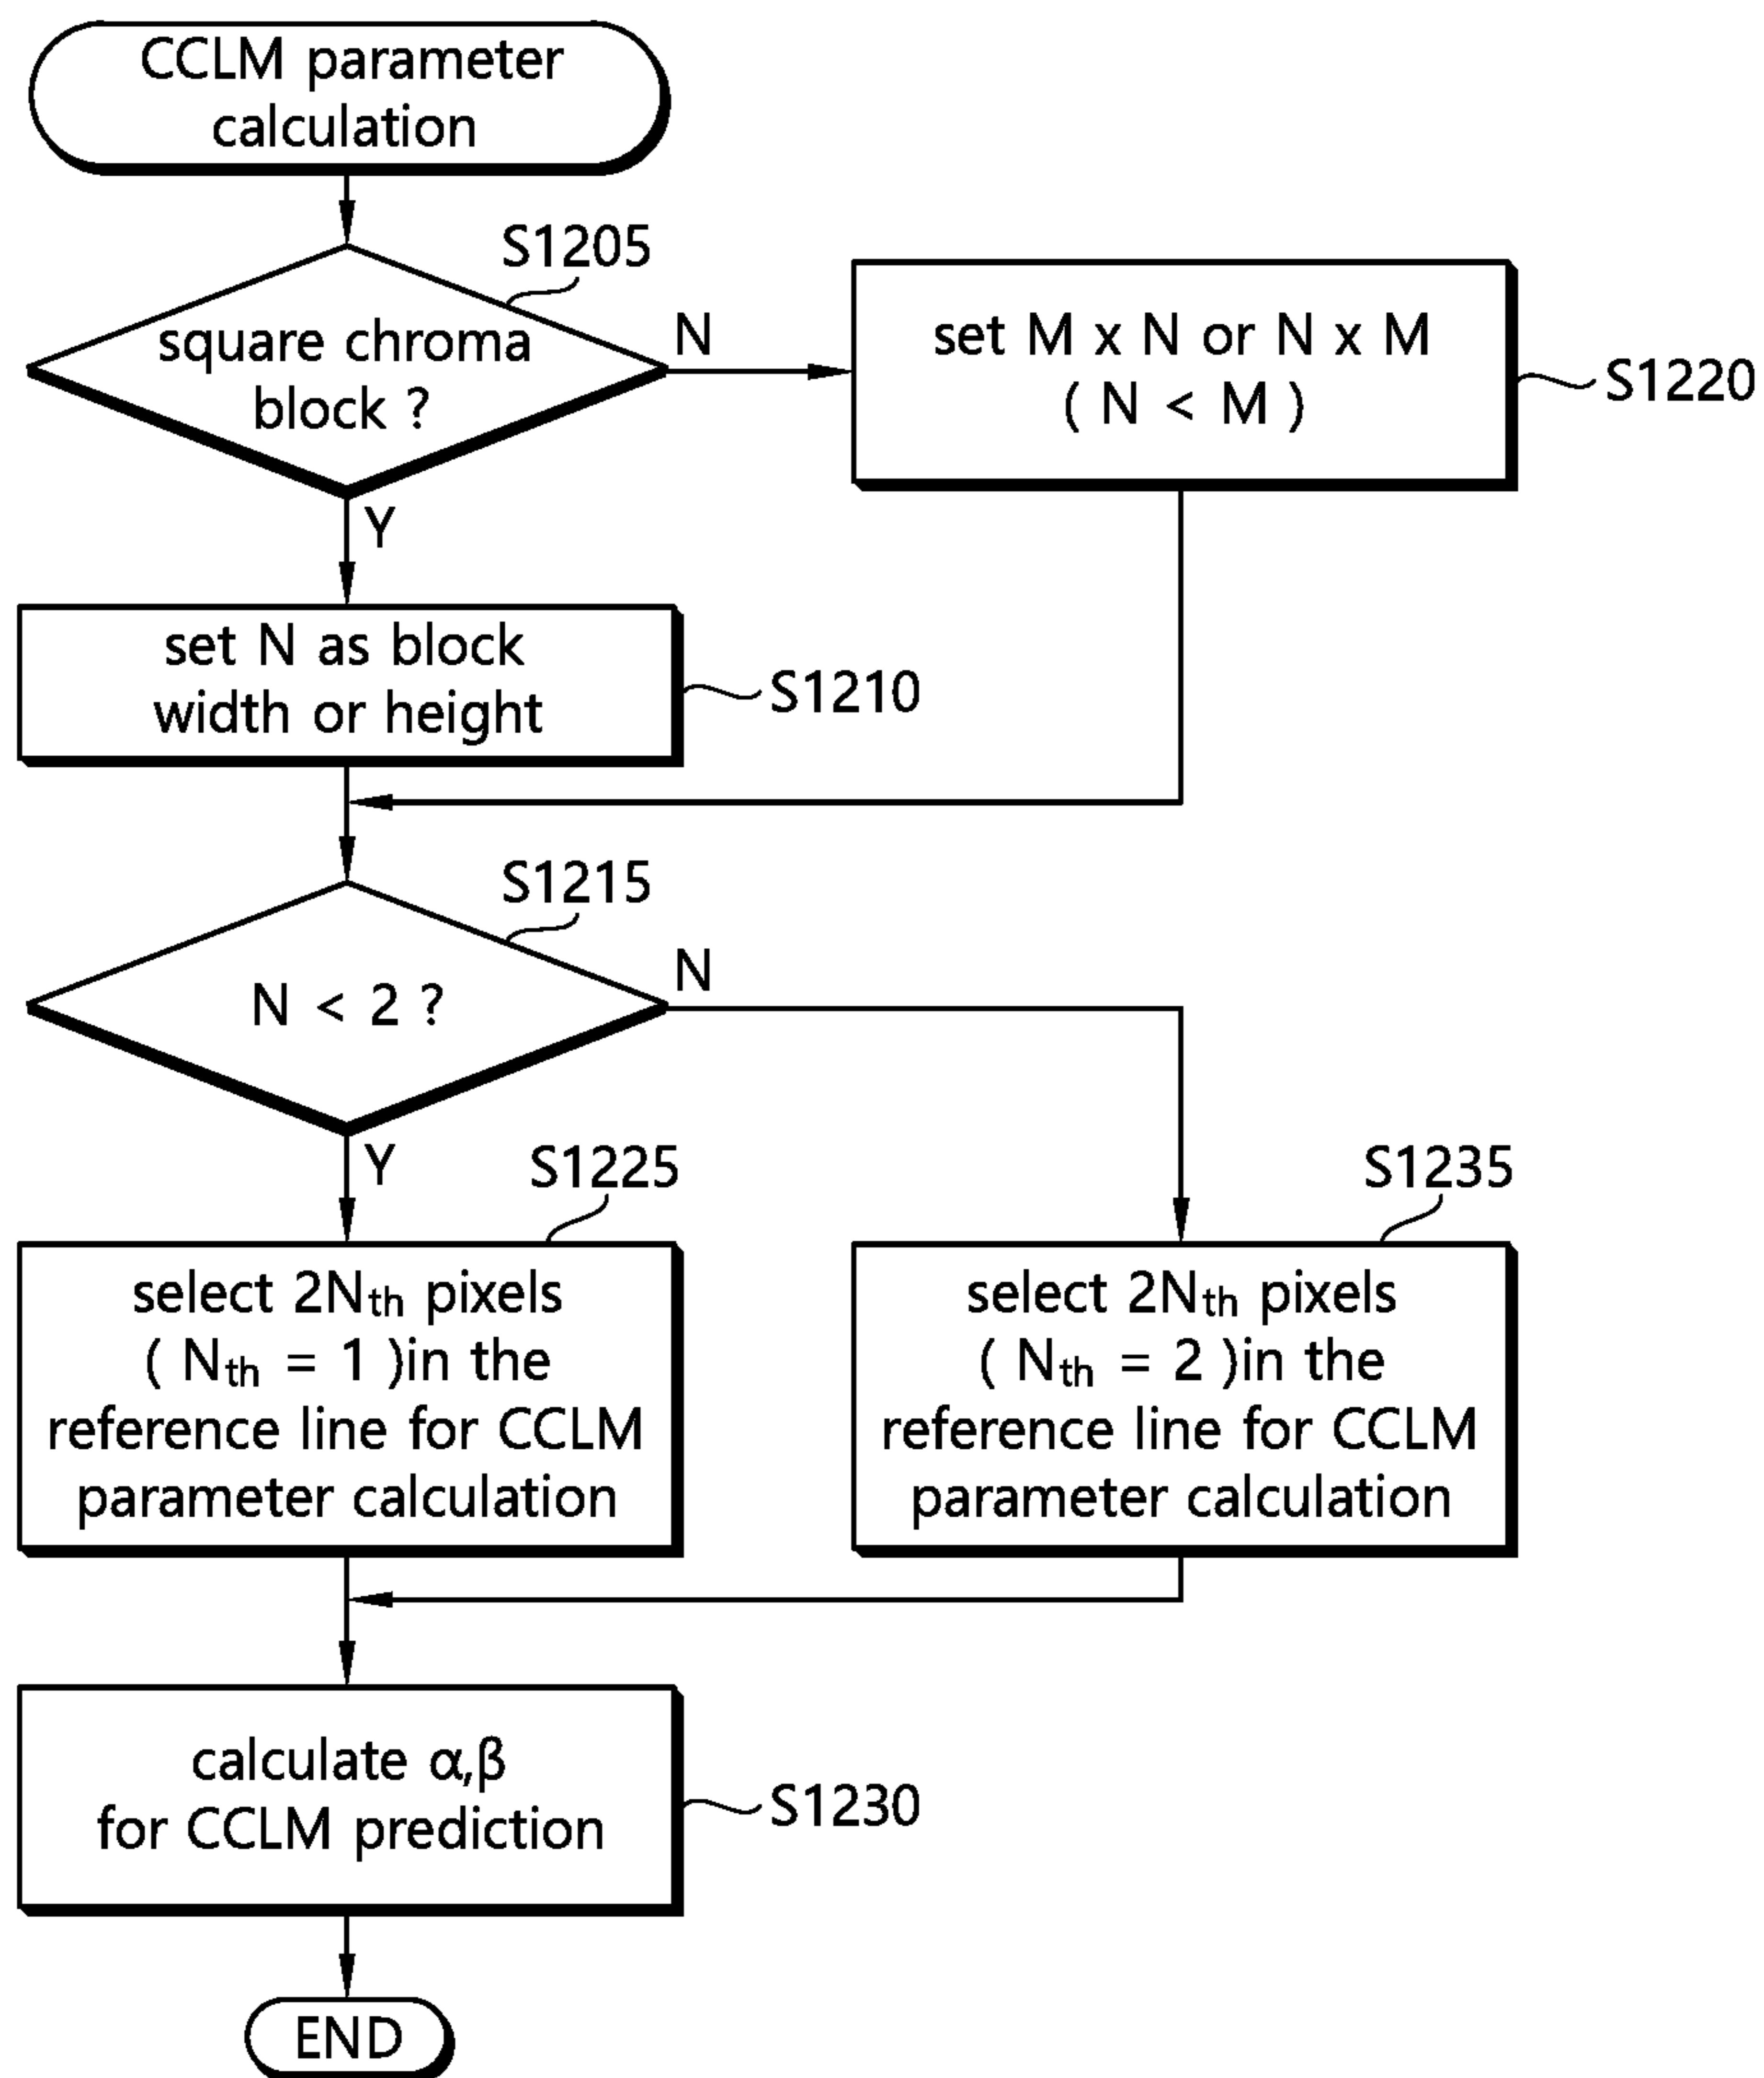 CCLM parameter
calculation
S1205
square chroma
block ?
N
set M x N or N x M
( N < M )
S1220
Y
set N as block
width or height
S1210
S1215
N < 2 ?
N
Y
S1225
select 2Nth pixels
( Nth = 1 )in the
reference line for CCLM
parameter calculation
S1235
select 2Nth pixels
( Nth = 2 )in the
reference line for CCLM
parameter calculation
calculate α,β
for CCLM prediction
S1230
END